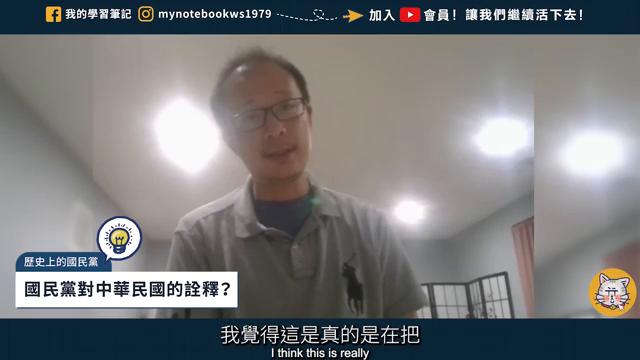 我的學習筆記 mynotebookws1979 加入 會員！讓我們繼續活下去！
歷史上的國民黨
國民黨對中華民國的詮釋？
我覺得這是真的是在把
I think this is really